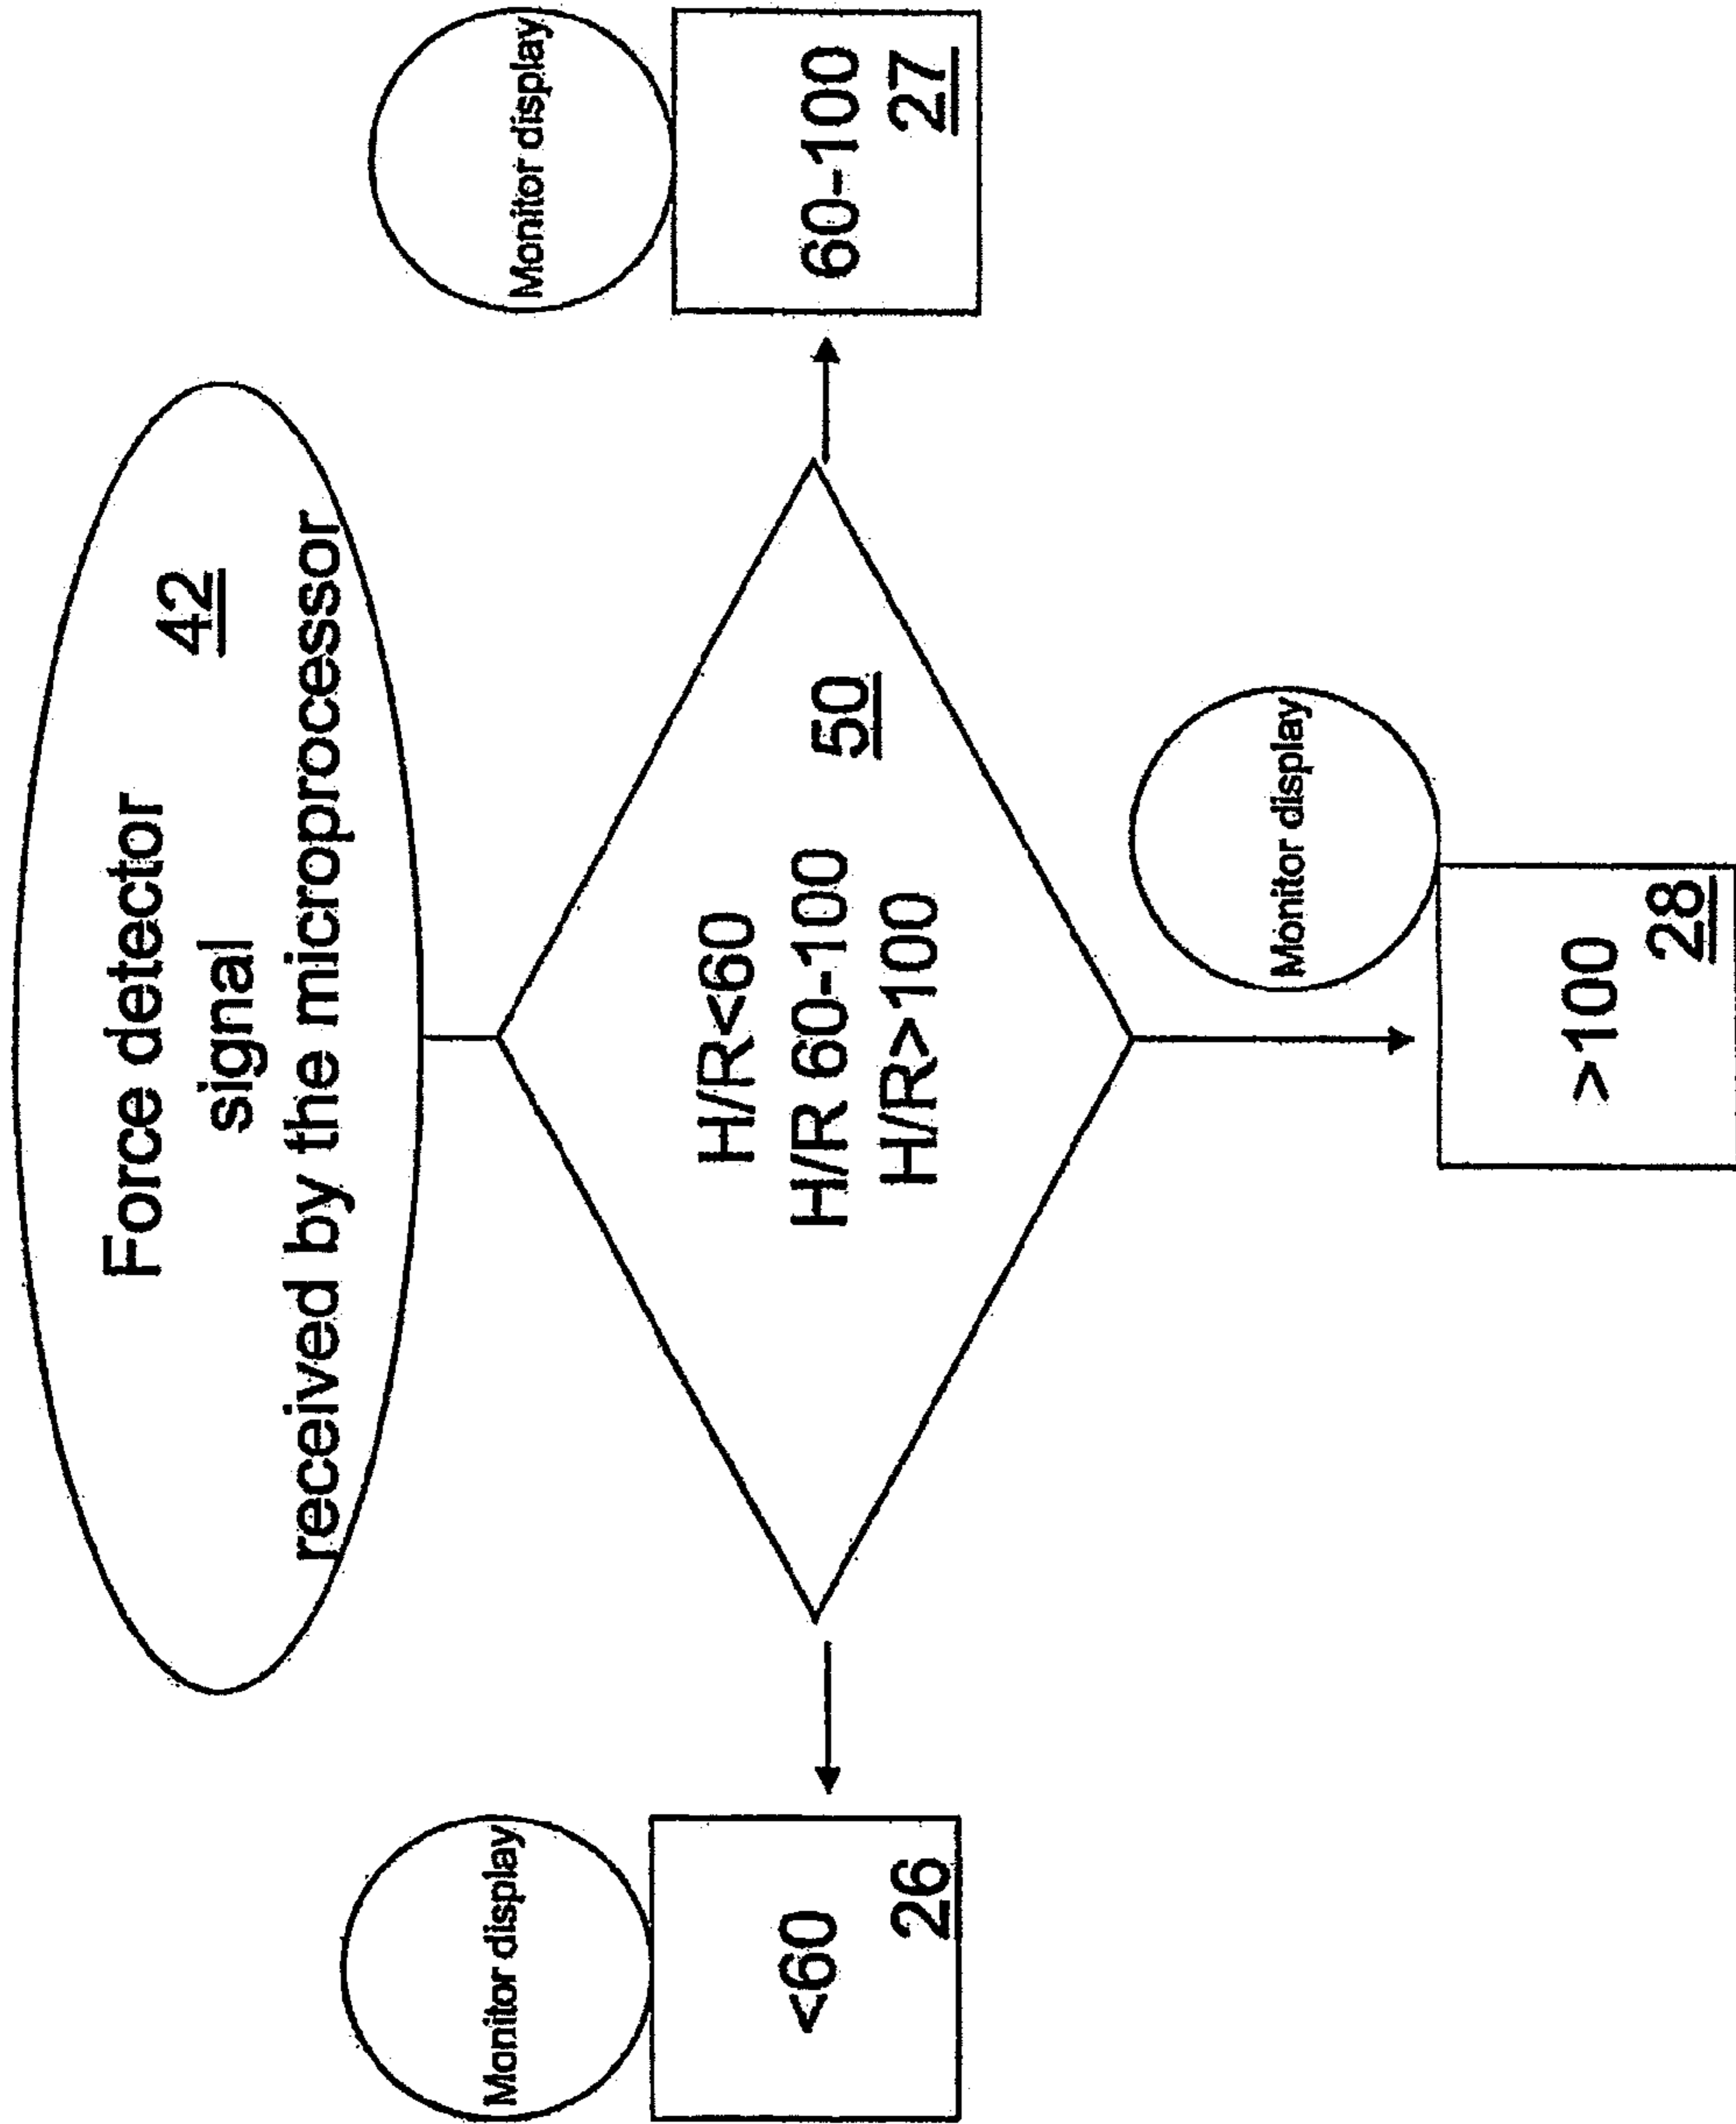 Force detector
signal 42
received by the microprocessor
H/R<60
H/R 60-100 50
H/R>100
Monitor display
<60
26
Monitor display
60-100
27
Monitor display
>100
28